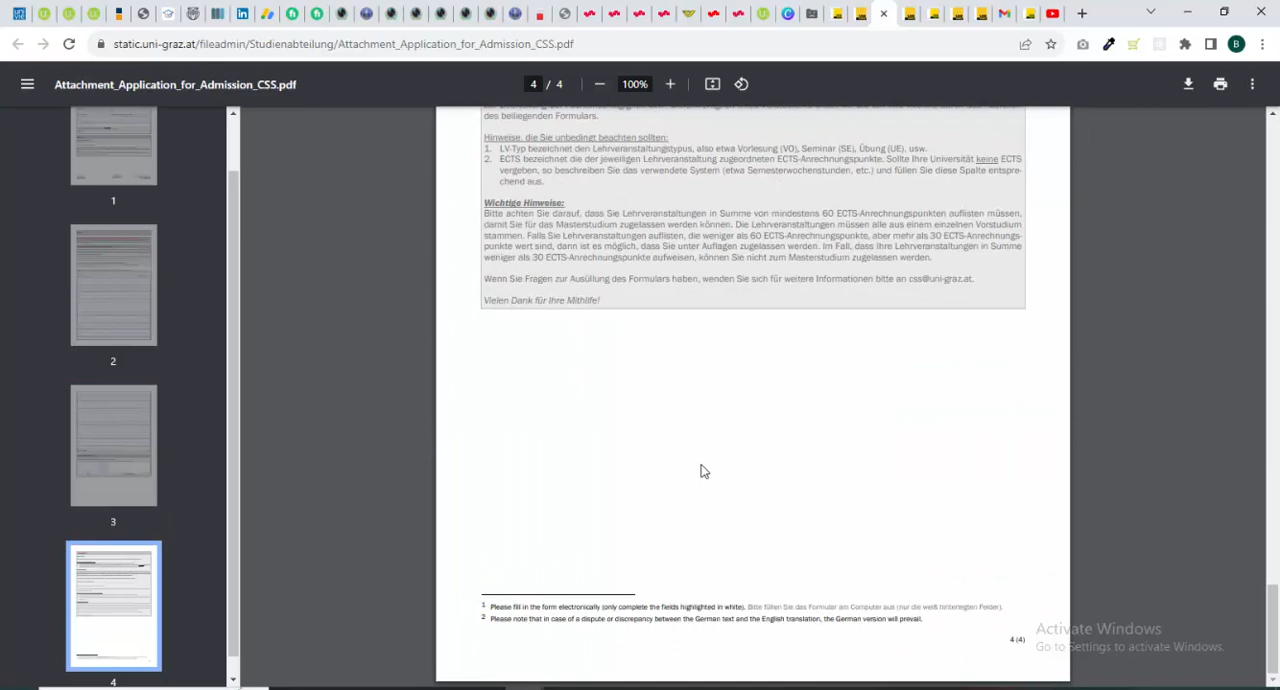 static.uni-graz.at/fileadmin/Studienabteilung/Attachment_Application_for_Admission_CSS.pdf
B
Attachment_Application_for_Admission_CSS.pdf
4 / 4
100%
1
2
3
4
des beiliegenden Formulars.
Hinweise, die Sie unbedingt beachten sollten:
1. LV-Typ bezeichnet den Lehrveranstaltungstypus, also etwa Vorlesung (VO), Seminar (SE), Übung (UE), usw.
2. ECTS bezeichnet die der jeweiligen Lehrveranstaltung zugeordneten ECTS-Anrechnungspunkte. Sollte Ihre Universität keine ECTS
vergeben, so beschreiben Sie das verwendete System (etwa Semesterwochenstunden, etc.) und füllen Sie diese Spalte entspre-
chend aus.
Wichtige Hinweise:
Bitte achten Sie darauf, dass Sie Lehrveranstaltungen in Summe von mindestens 60 ECTS-Anrechnungspunkten auflisten müssen,
damit Sie für das Masterstudium zugelassen werden können. Die Lehrveranstaltungen müssen alle aus einem einzelnen Vorstudium
stammen. Falls Sie Lehrveranstaltungen auflisten, die weniger als 60 ECTS-Anrechnungspunkte, aber mehr als 30 ECTS-Anrechnungs-
punkte wert sind, dann ist es möglich, dass Sie unter Auflagen zugelassen werden. Im Fall, dass Ihre Lehrveranstaltungen in Summe
weniger als 30 ECTS-Anrechnungspunkte aufweisen, können Sie nicht zum Masterstudium zugelassen werden.
Wenn Sie Fragen zur Ausüllung des Formulars haben, wenden Sie sich für weitere Informationen bitte an css@uni-graz.at.
Vielen Dank für Ihre Mithilfe!
1 Please fill in the form electronically (only complete the fields highlighted in white). Bitte füllen Sie das Formular am Computer aus (nur die weiß hinterlegten Felder).
2 Please note that in case of a dispute or discrepancy between the German text and the English translation, the German version will prevail.
4 (4)
Activate Windows
Go to Settings to activate Windows.